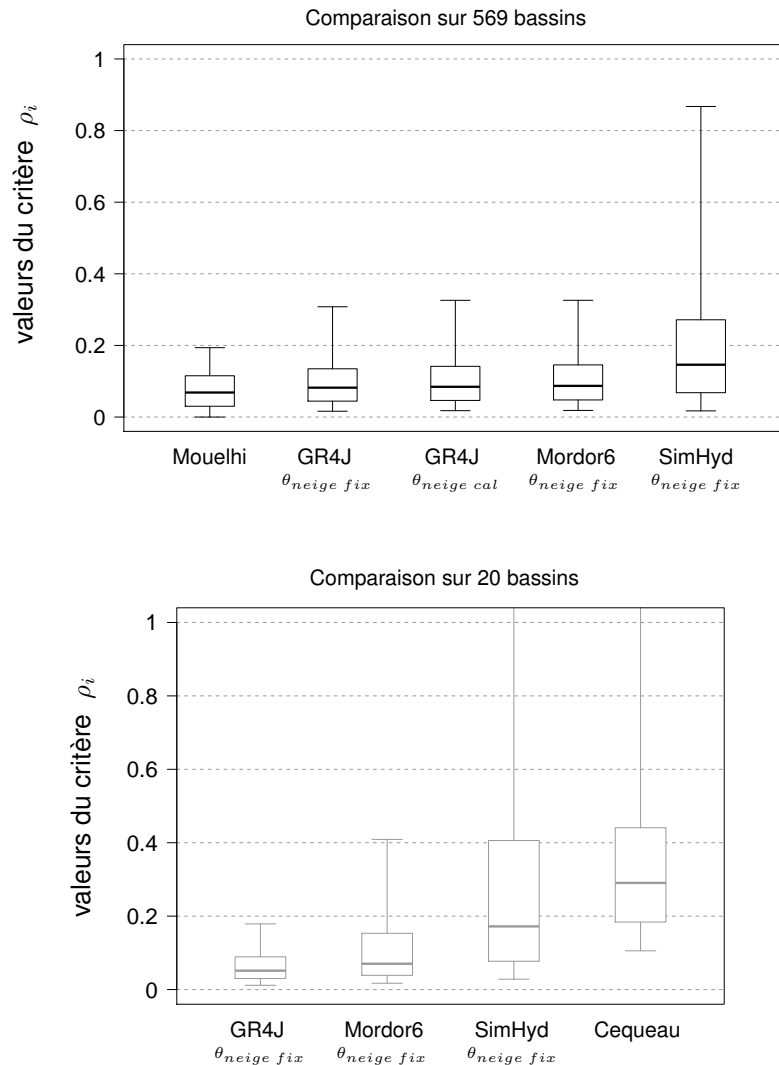 Comparaison sur 569 bassins
valeurs du critère ρi
1
0.8
0.6
0.4
0.2
0
Mouelhi GR4J GR4J Mordor6 SimHyd
θneige fix θneige cal θneige fix θneige fix
Comparaison sur 20 bassins
valeurs du critère ρi
1
0.8
0.6
0.4
0.2
0
GR4J Mordor6 SimHyd Cequeau
θneige fix θneige fix θneige fix